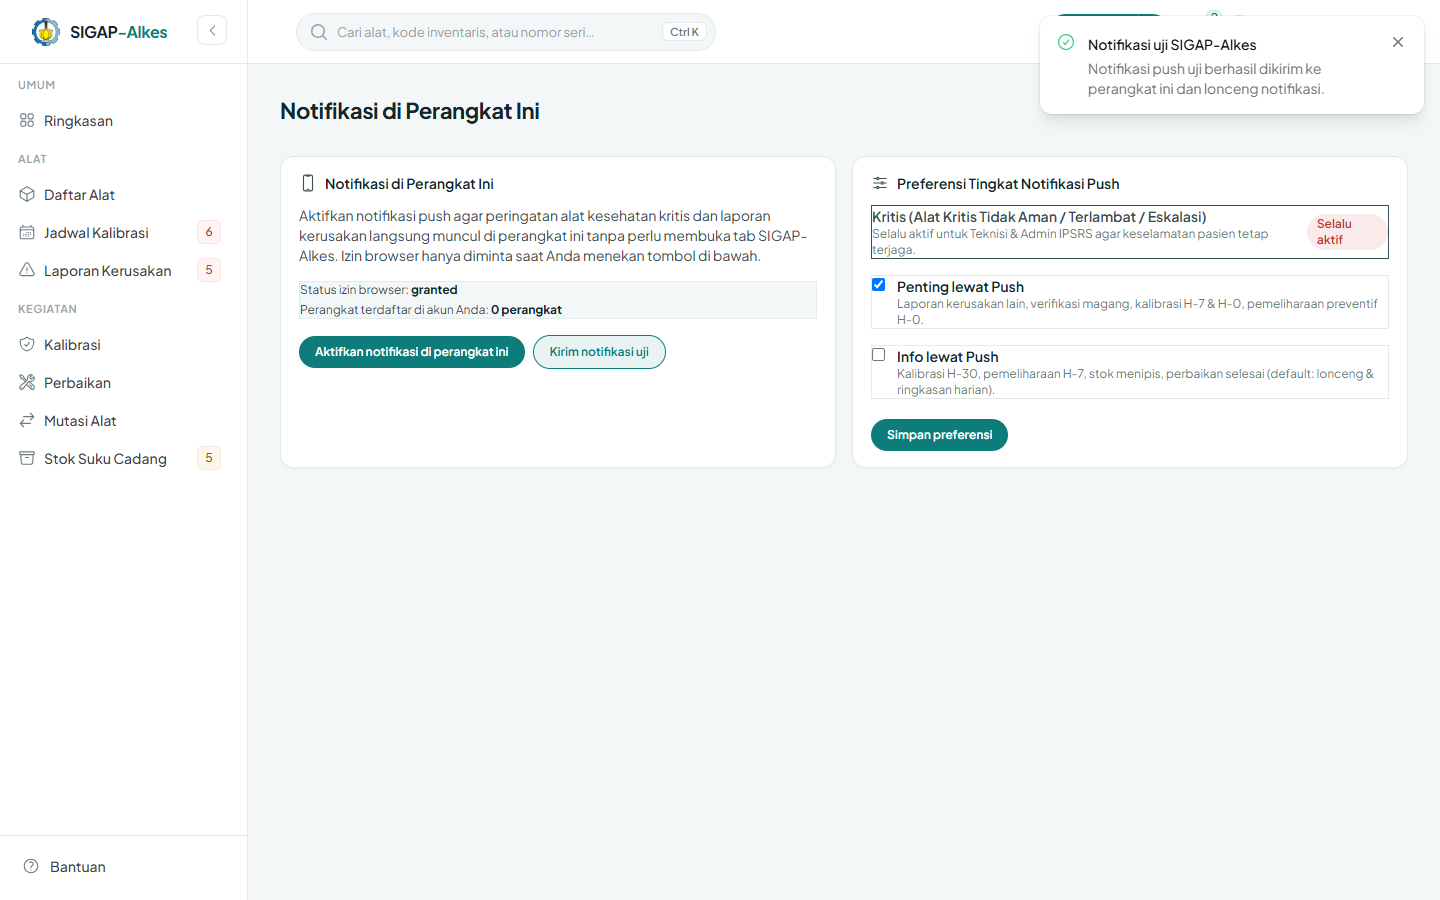 SIGAP-Alkes
Cari alat, kode inventaris, atau nomor seri...
Ctrl K
Notifikasi uji SIGAP-Alkes
Notifikasi push uji berhasil dikirim ke
perangkat ini dan lonceng notifikasi.
UMUM
Ringkasan
ALAT
Daftar Alat
Jadwal Kalibrasi
6
Laporan Kerusakan
5
KEGIATAN
Kalibrasi
Perbaikan
Mutasi Alat
Stok Suku Cadang
5
Bantuan
Notifikasi di Perangkat Ini
Notifikasi di Perangkat Ini
Aktifkan notifikasi push agar peringatan alat kesehatan kritis dan laporan
kerusakan langsung muncul di perangkat ini tanpa perlu membuka tab SIGAP-
Alkes. Izin browser hanya diminta saat Anda menekan tombol di bawah.
Status izin browser: granted
Perangkat terdaftar di akun Anda: 0 perangkat
Aktifkan notifikasi di perangkat ini
Kirim notifikasi uji
Preferensi Tingkat Notifikasi Push
Kritis (Alat Kritis Tidak Aman / Terlambat / Eskalasi)
Selalu aktif untuk Teknisi & Admin IPSRS agar keselamatan pasien tetap
terjaga.
Selalu
aktif
Penting lewat Push
Laporan kerusakan lain, verifikasi magang, kalibrasi H-7 & H-0, pemeliharaan preventif
H-0.
Info lewat Push
Kalibrasi H-30, pemeliharaan H-7, stok menipis, perbaikan selesai (default: lonceng &
ringkasan harian).
Simpan preferensi